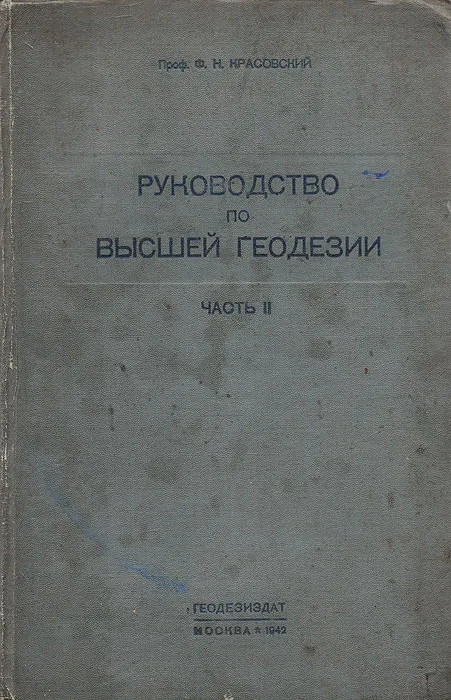 Проф. Ф. Н. КРАСОВСКИЙ
РУКОВОДСТВО
ПО
ВЫСШЕЙ ГЕОДЕЗИИ
ЧАСТЬ II
ГЕОДЕЗИЗДАТ
МОСКВА ☆ 1942